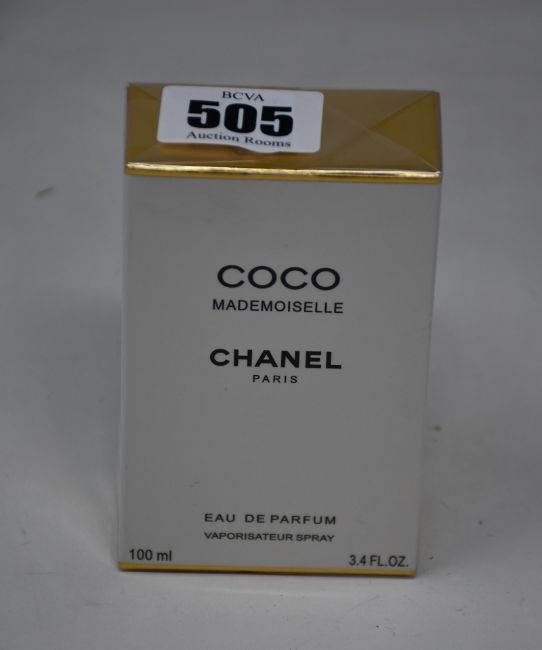 BCVA
505
Auction Rooms
COCO
MADEMOISELLE
CHANEL
PARIS
EAU DE PARFUM
VAPORISATEUR SPRAY
100 ml 3.4 FL.OZ.